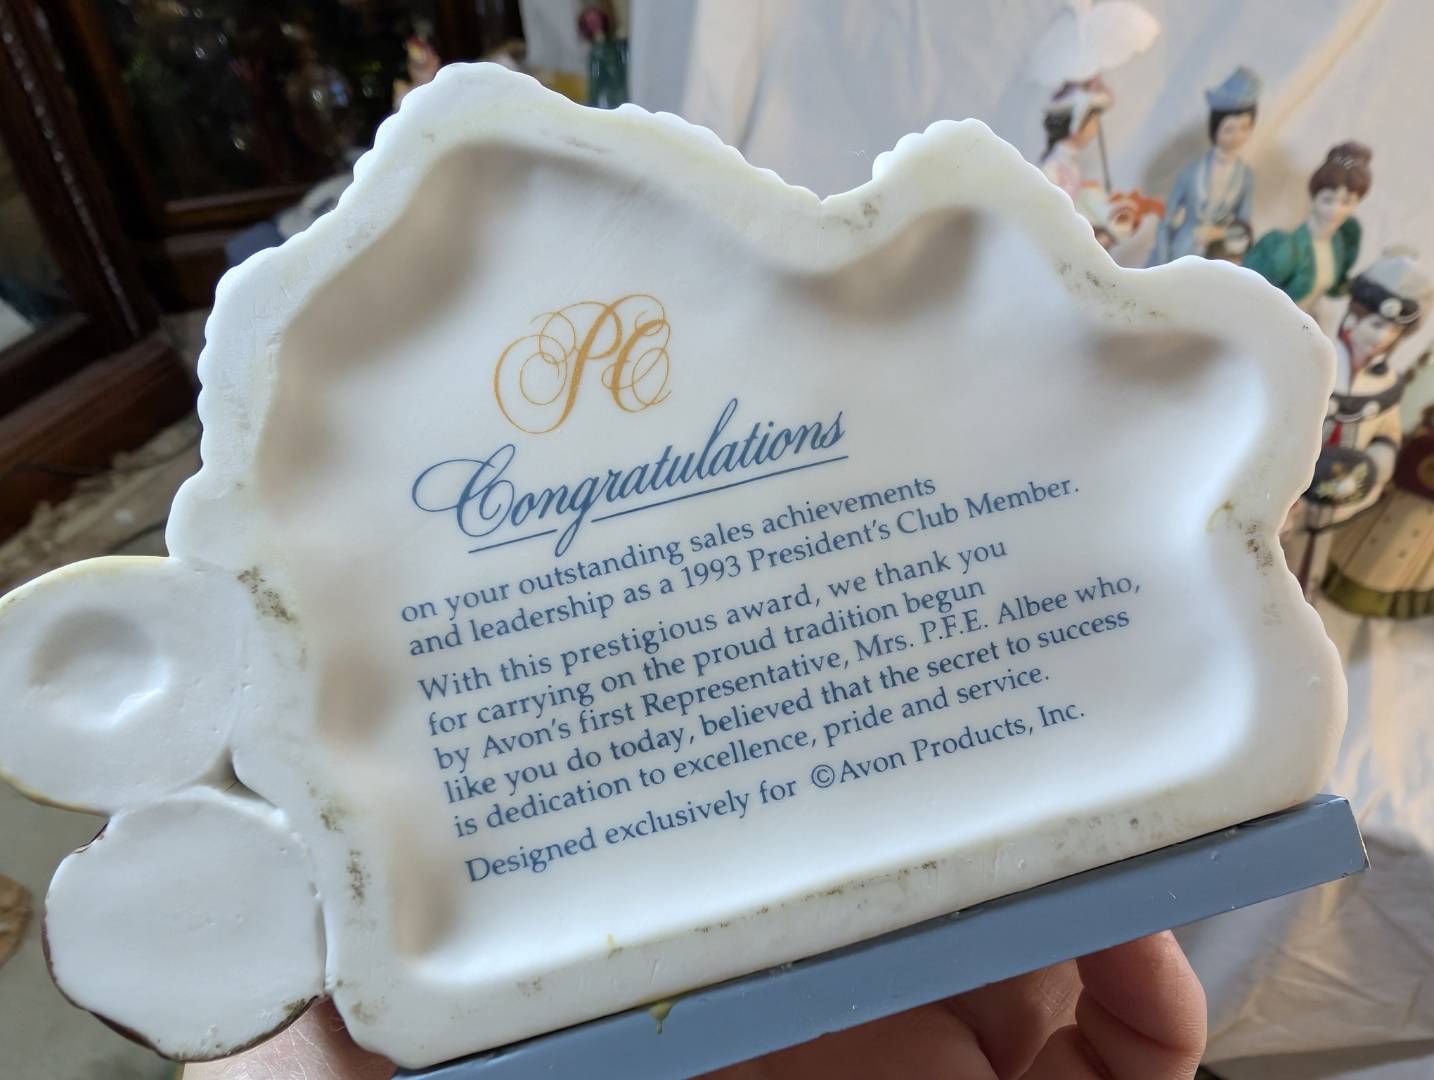 PC
Congratulations
on your outstanding sales achievements
and leadership as a 1993 President's Club Member.
With this prestigious award, we thank you
for carrying on the proud tradition begun
by Avon's first Representative, Mrs. P.F.E. Albee who,
like you do today, believed that the secret to success
is dedication to excellence, pride and service.
Designed exclusively for ©Avon Products, Inc.